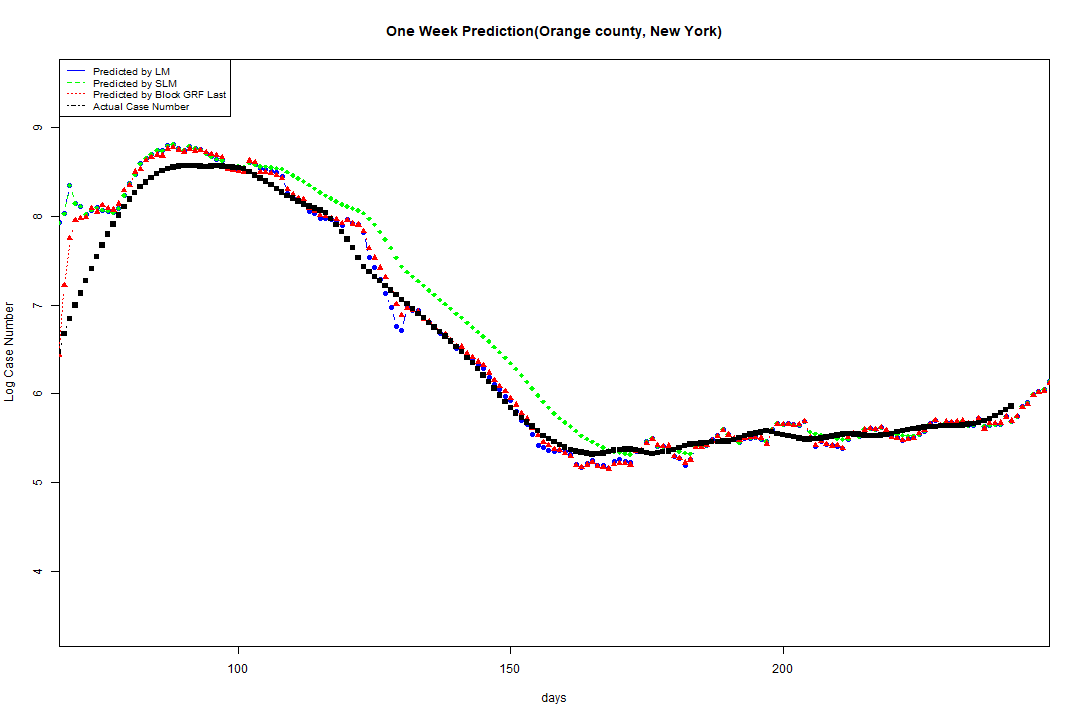 One Week Prediction(Orange county, New York)
Predicted by LM
Predicted by SLM
Predicted by Block GRF Last
Actual Case Number
9
8
7
6
5
4
Log Case Number
100 150 200
days